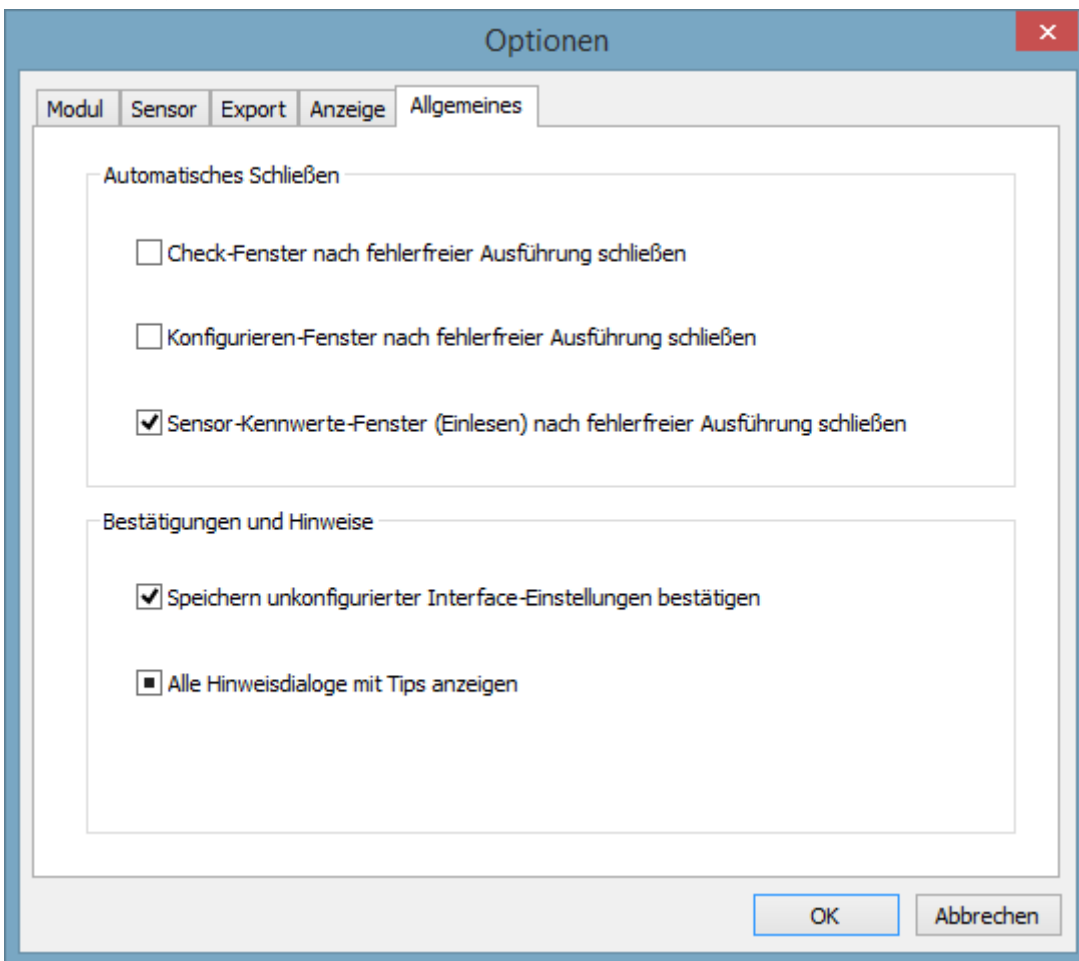 Optionen
Modul Sensor Export Anzeige Allgemeines
Automatisches Schließen
Check-Fenster nach fehlerfreier Ausführung schließen
Konfigurieren-Fenster nach fehlerfreier Ausführung schließen
Sensor-Kennwerte-Fenster (Einlesen) nach fehlerfreier Ausführung schließen
Bestätigungen und Hinweise
Speichern unkonfigurierter Interface-Einstellungen bestätigen
Alle Hinweisdialoge mit Tips anzeigen
OK Abbrechen